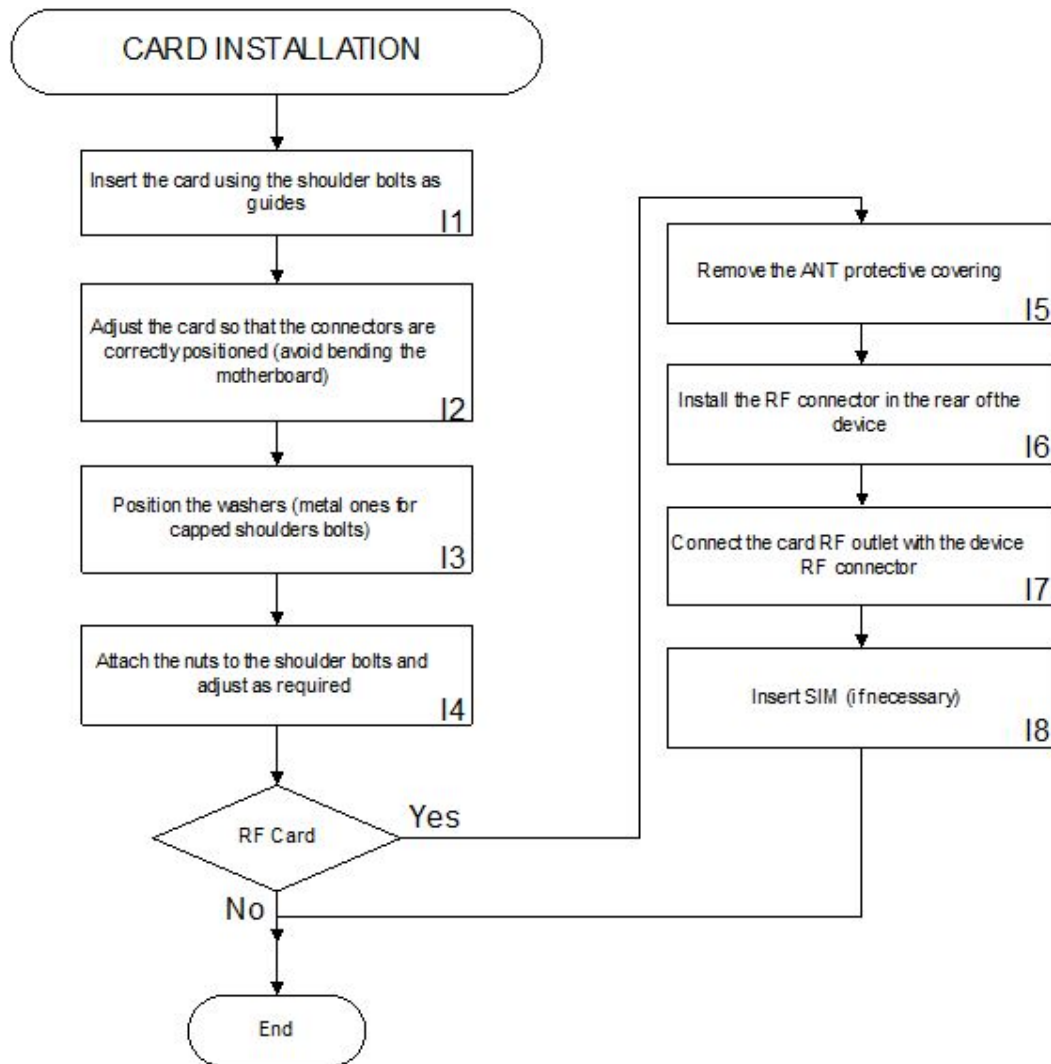 CARD INSTALLATION
Insert the card using the shoulder bolts as
guides
I1
Adjust the card so that the connectors are
correctly positioned (avoid bending the
motherboard)
I2
Position the washers (metal ones for
capped shoulders bolts)
I3
Attach the nuts to the shoulder bolts and
adjust as required
I4
RF Card
Yes
No
End
Remove the ANT protective covering
I5
Install the RF connector in the rear of the
device
I6
Connect the card RF outlet with the device
RF connector
I7
Insert SIM (if necessary)
I8